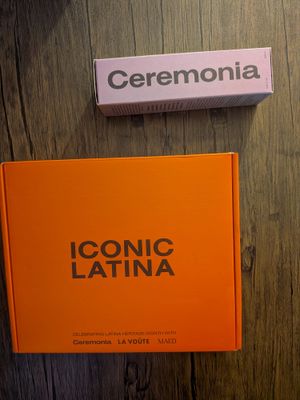 Ceremonia
ICONIC
LATINA
CELEBRATING LATINA HERITAGE MONTH WITH
Ceremonia LA VOÛTE MAED